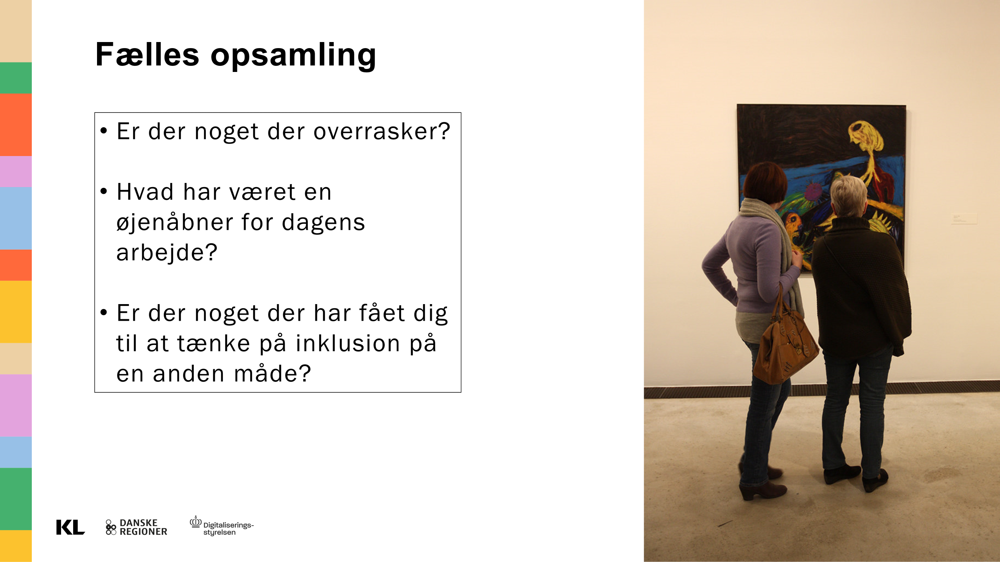 Fælles opsamling
• Er der noget der overrasker?
• Hvad har været en
øjenåbner for dagens
arbejde?
• Er der noget der har fået dig
til at tænke på inklusion på
en anden måde?
KL
DANSKE
REGIONER
Digitaliserings-
styrelsen